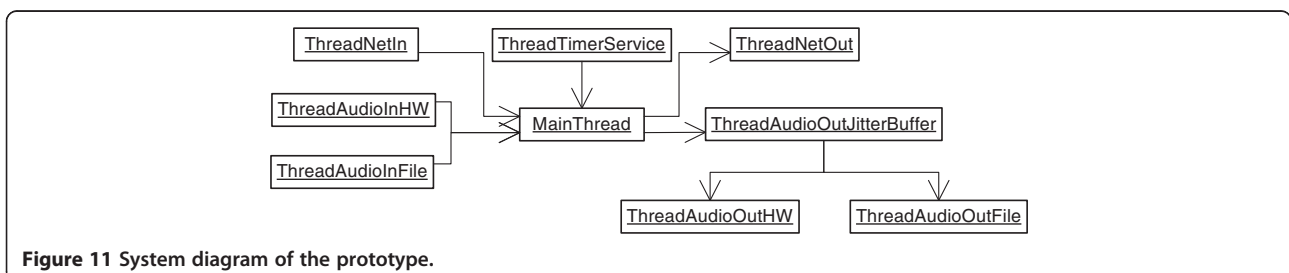 ThreadNetIn
ThreadTimerService
ThreadNetOut
ThreadAudioInHW
MainThread
ThreadAudioOutJitterBuffer
ThreadAudioInFile
ThreadAudioOutHW
ThreadAudioOutFile
Figure 11 System diagram of the prototype.